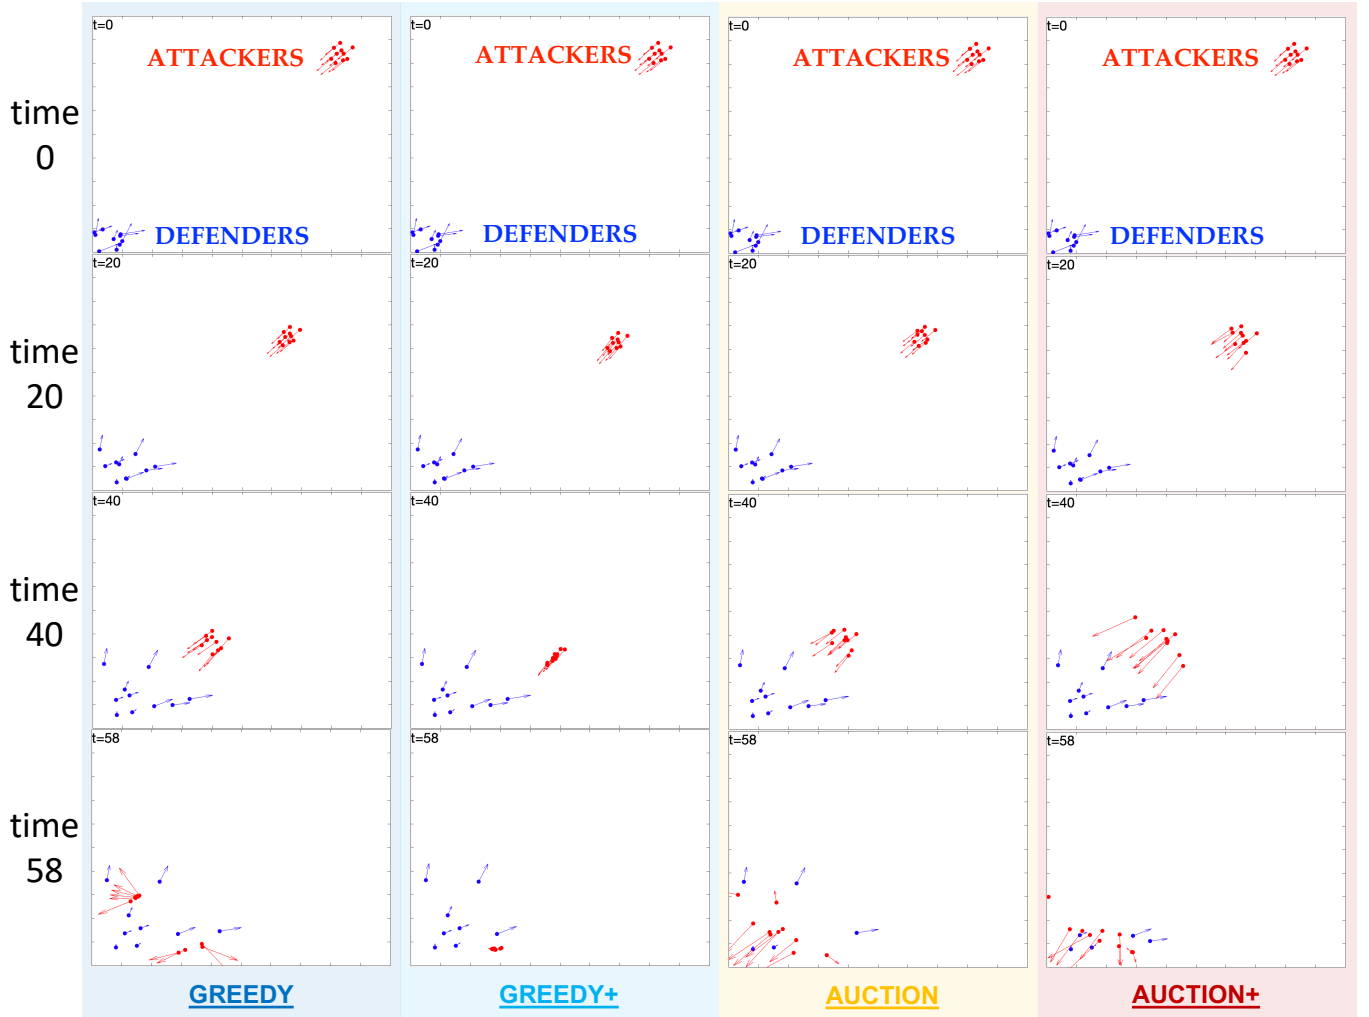 t=0 t=0 t=0 t=0
ATTACKERS ATTACKERS ATTACKERS ATTACKERS
time
0
DEFENDERS DEFENDERS DEFENDERS DEFENDERS
t=20 t=20 t=20 t=20
time
20
t=40 t=40 t=40 t=40
time
40
t=58 t=58 t=58 t=58
time
58
GREEDY GREEDY+ AUCTION AUCTION+